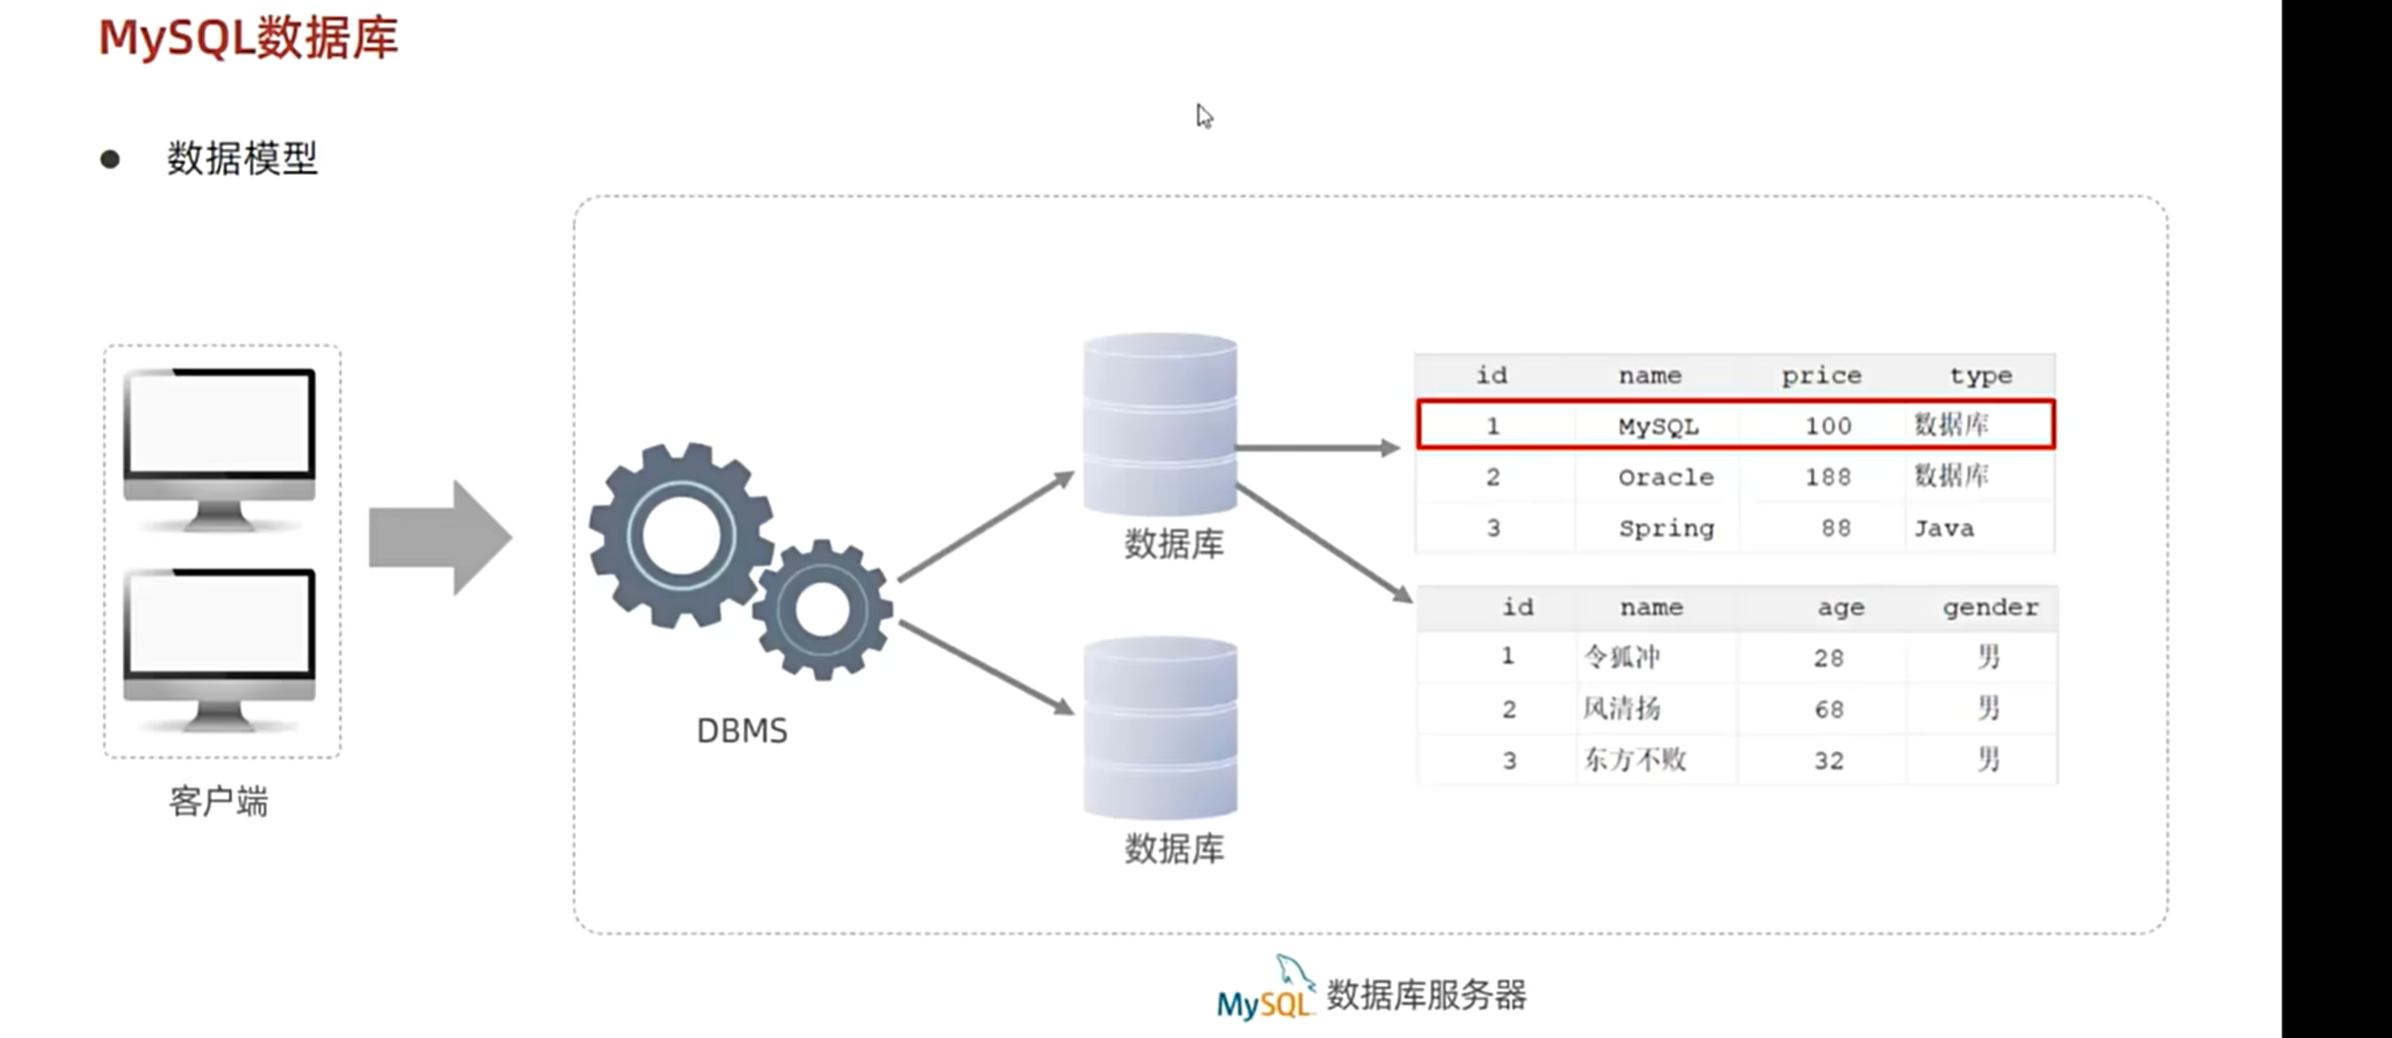 MySQL数据库
● 数据模型
客户端
DBMS
数据库
数据库
id name price type
1 MySQL 100 数据库
2 Oracle 188 数据库
3 Spring 88 Java
id name age gender
1 令狐冲 28 男
2 风清扬 68 男
3 东方不败 32 男
MySQL 数据库服务器